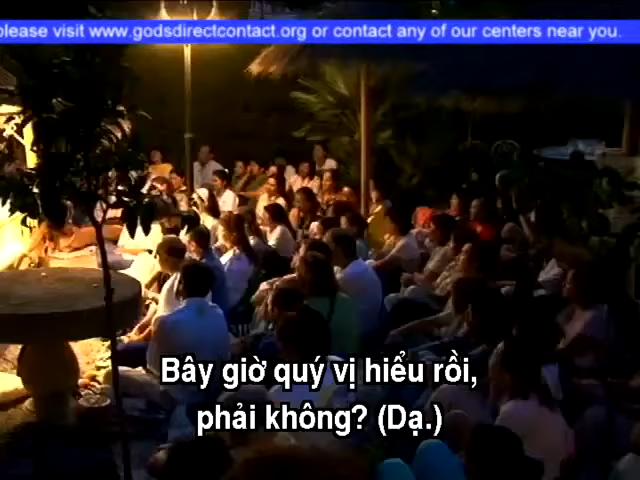 please visit www.godsdirectcontact.org or contact any of our centers near you.
Bây giờ quý vị hiểu rồi,
phải không? (Dạ.)